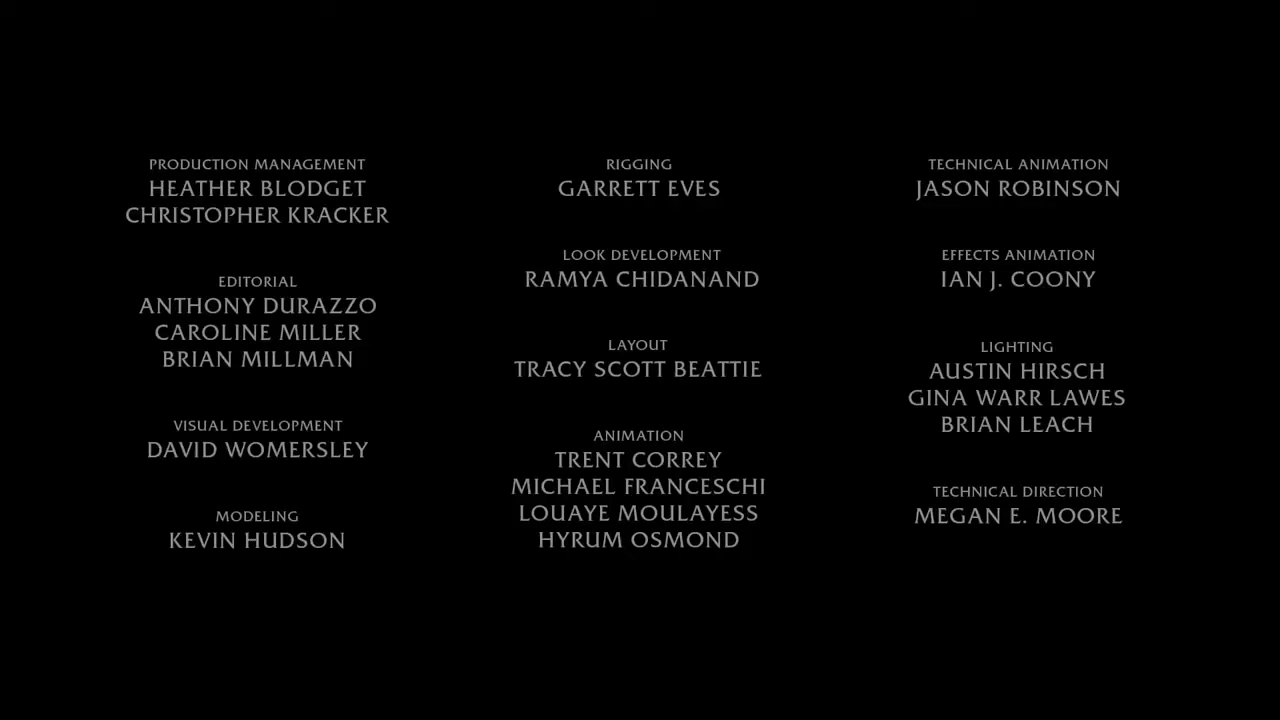 PRODUCTION MANAGEMENT
HEATHER BLODGET
CHRISTOPHER KRACKER
EDITORIAL
ANTHONY DURAZZO
CAROLINE MILLER
BRIAN MILLMAN
VISUAL DEVELOPMENT
DAVID WOMERSLEY
MODELING
KEVIN HUDSON
RIGGING
GARRETT EVES
LOOK DEVELOPMENT
RAMYA CHIDANAND
LAYOUT
TRACY SCOTT BEATTIE
ANIMATION
TRENT CORREY
MICHAEL FRANCESCHI
LOUAYE MOULAYESS
HYRUM OSMOND
TECHNICAL ANIMATION
JASON ROBINSON
EFFECTS ANIMATION
IAN J. COONY
LIGHTING
AUSTIN HIRSCH
GINA WARR LAWES
BRIAN LEACH
TECHNICAL DIRECTION
MEGAN E. MOORE